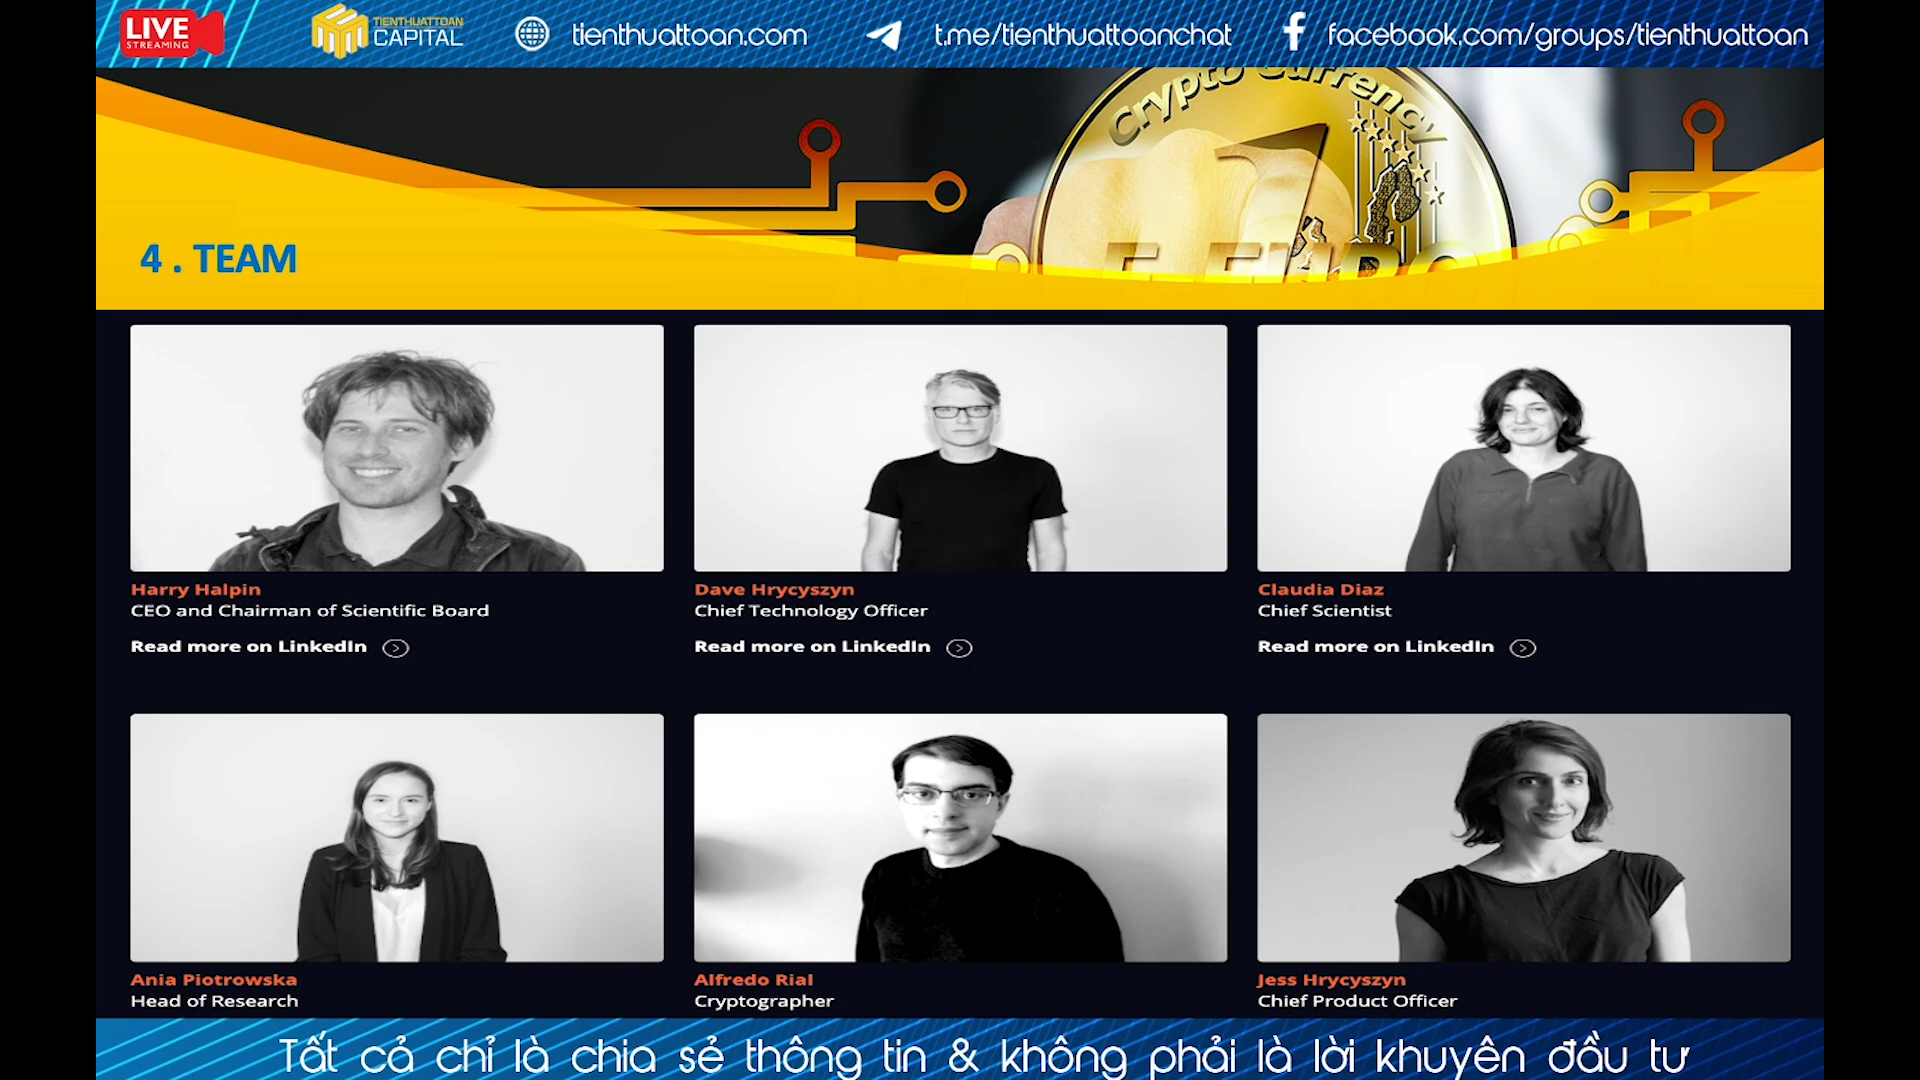 LIVE
STREAMING
TIENTHUATTOAN
CAPITAL
tienthuattoan.com
t.me/tienthuattoanchat
facebook.com/groups/tienthuattoan
Crypto Currency
1
E-EURO
4 . TEAM
Harry Halpin
CEO and Chairman of Scientific Board
Read more on LinkedIn
Dave Hrycyszyn
Chief Technology Officer
Read more on LinkedIn
Claudia Diaz
Chief Scientist
Read more on LinkedIn
Ania Piotrowska
Head of Research
Alfredo Rial
Cryptographer
Jess Hrycyszyn
Chief Product Officer
Tất cả chỉ là chia sẻ thông tin & không phải là lời khuyên đầu tư